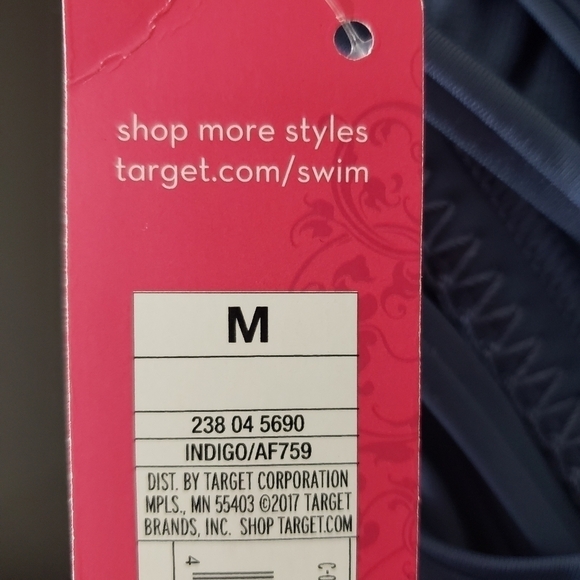 shop more styles
target.com/swim
M
238 04 5690
INDIGO/AF759
DIST. BY TARGET CORPORATION
MPLS., MN 55403 ©2017 TARGET
BRANDS, INC. SHOP TARGET.COM
4